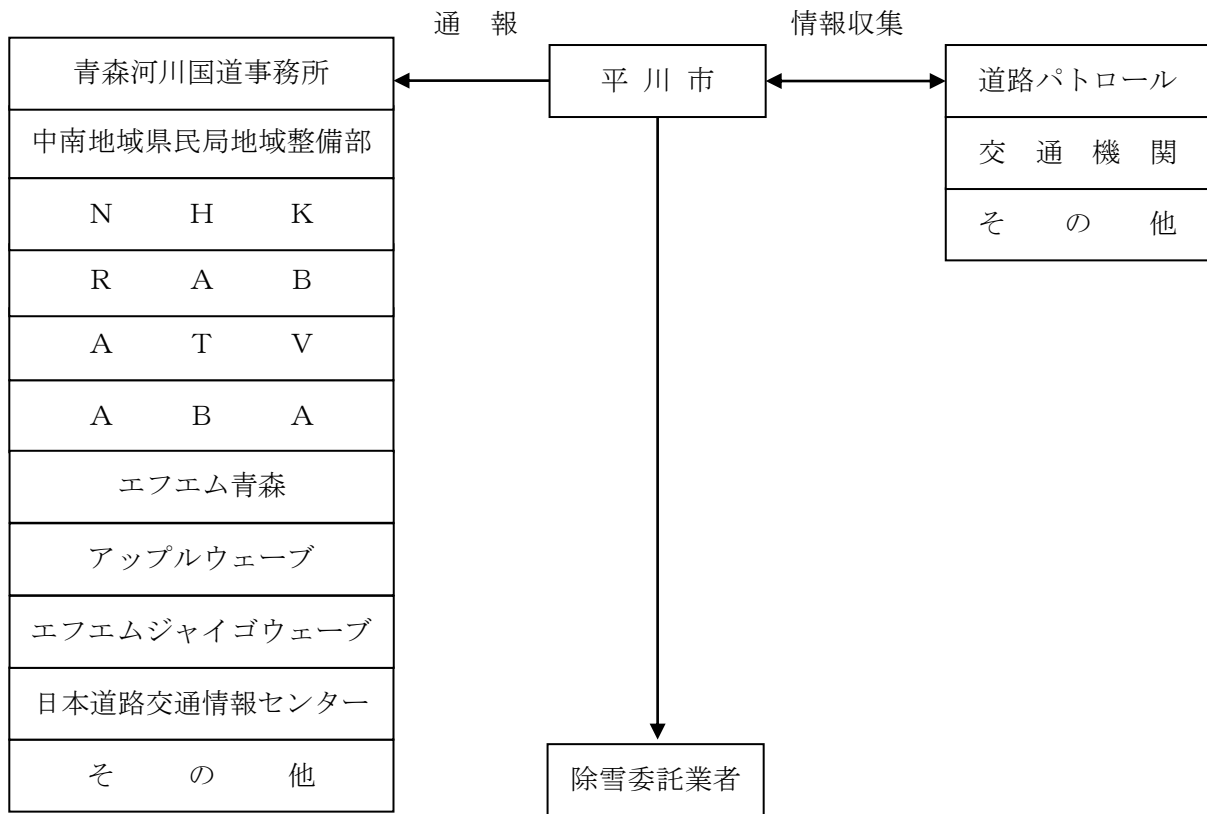 通　報
情報収集
青森河川国道事務所
中南地域県民局地域整備部
Ｎ　Ｈ　Ｋ
Ｒ　Ａ　Ｂ
Ａ　Ｔ　Ｖ
Ａ　Ｂ　Ａ
エフエム青森
アップルウェーブ
エフエムジャイゴウェーブ
日本道路交通情報センター
そ　の　他
平 川 市
除雪委託業者
道路パトロール
交　通　機　関
そ　の　他